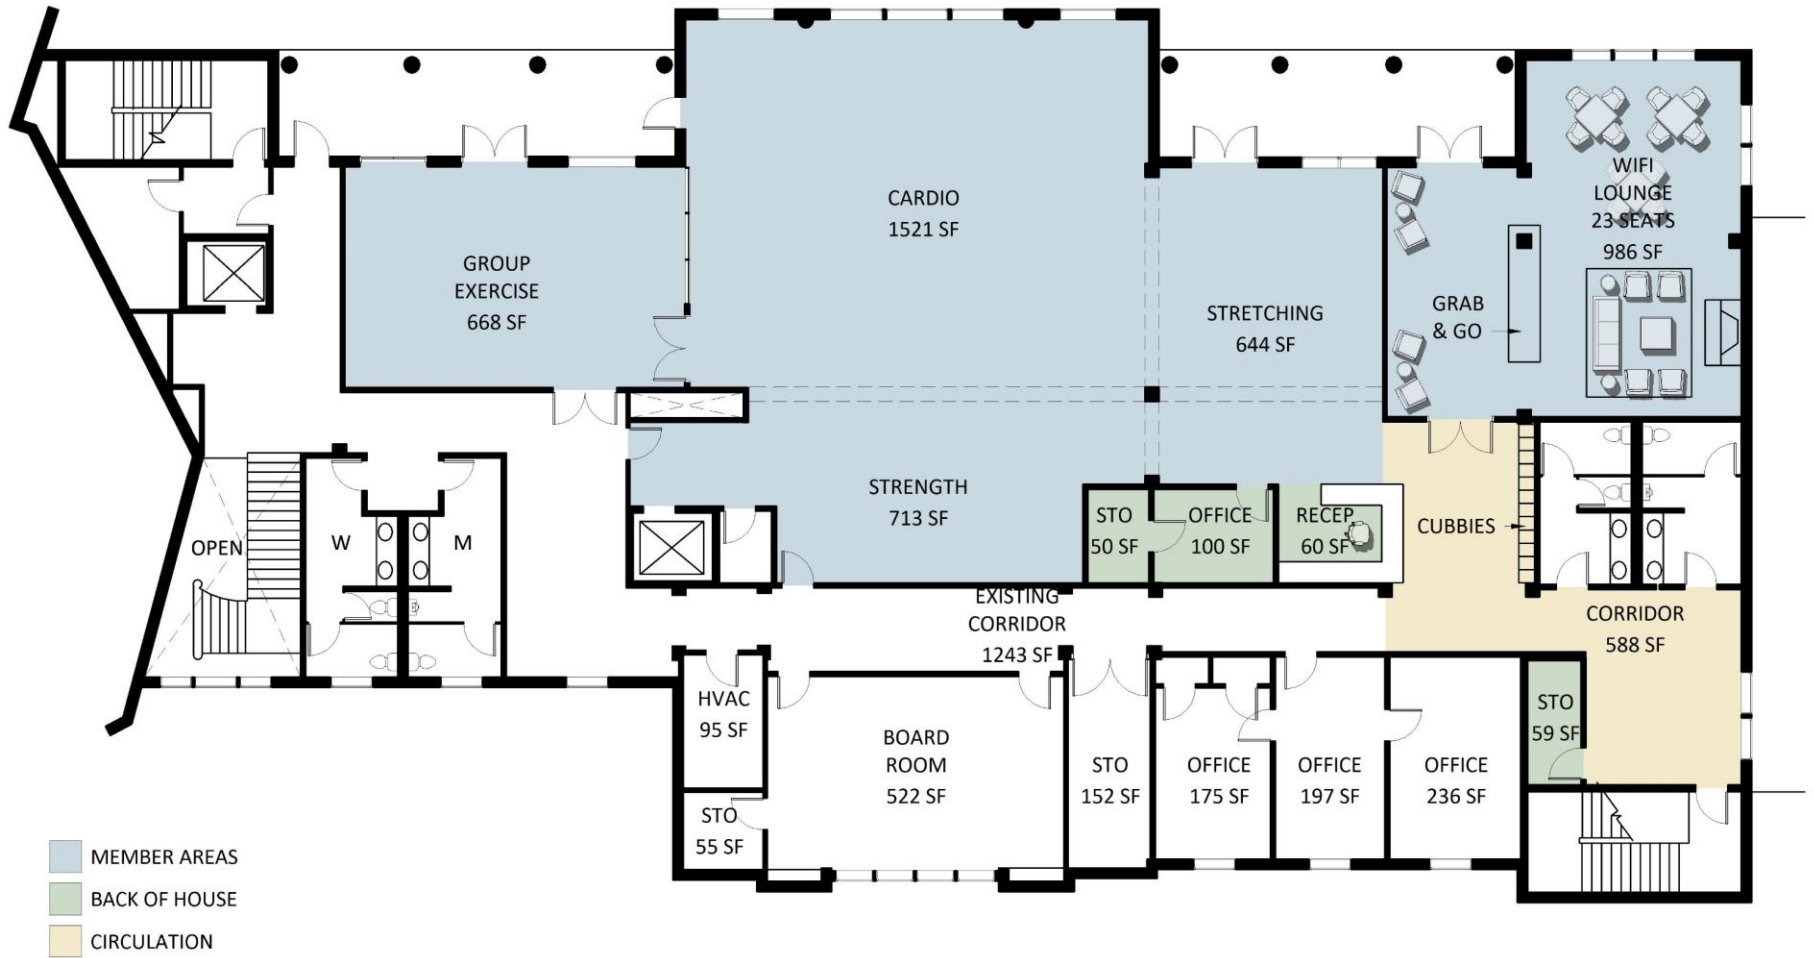 CARDIO
1521 SF
GROUP
EXERCISE
668 SF
STRETCHING
644 SF
WIFI
LOUNGE
23 SEATS
986 SF
GRAB
& GO
STRENGTH
713 SF
STO
50 SF
OFFICE
100 SF
RECEP
60 SF
CUBBIES
OPEN
W
M
EXISTING
CORRIDOR
1243 SF
CORRIDOR
588 SF
HVAC
95 SF
STO
55 SF
BOARD
ROOM
522 SF
STO
152 SF
OFFICE
175 SF
OFFICE
197 SF
OFFICE
236 SF
STO
59 SF
MEMBER AREAS
BACK OF HOUSE
CIRCULATION